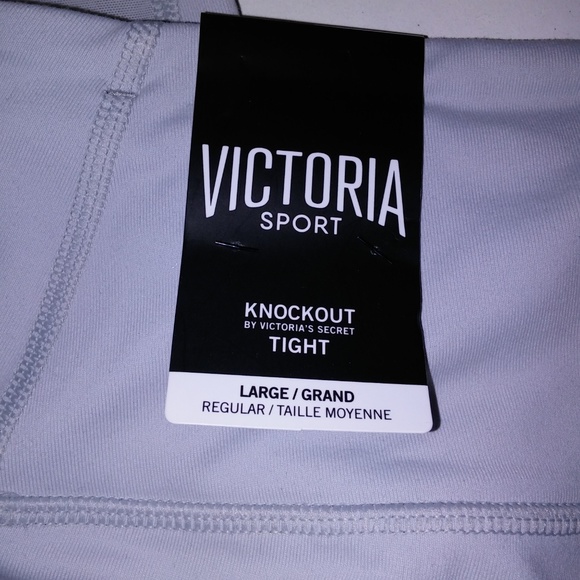 VICTORIA
SPORT
KNOCKOUT
BY VICTORIA'S SECRET
TIGHT
LARGE / GRAND
REGULAR / TAILLE MOYENNE